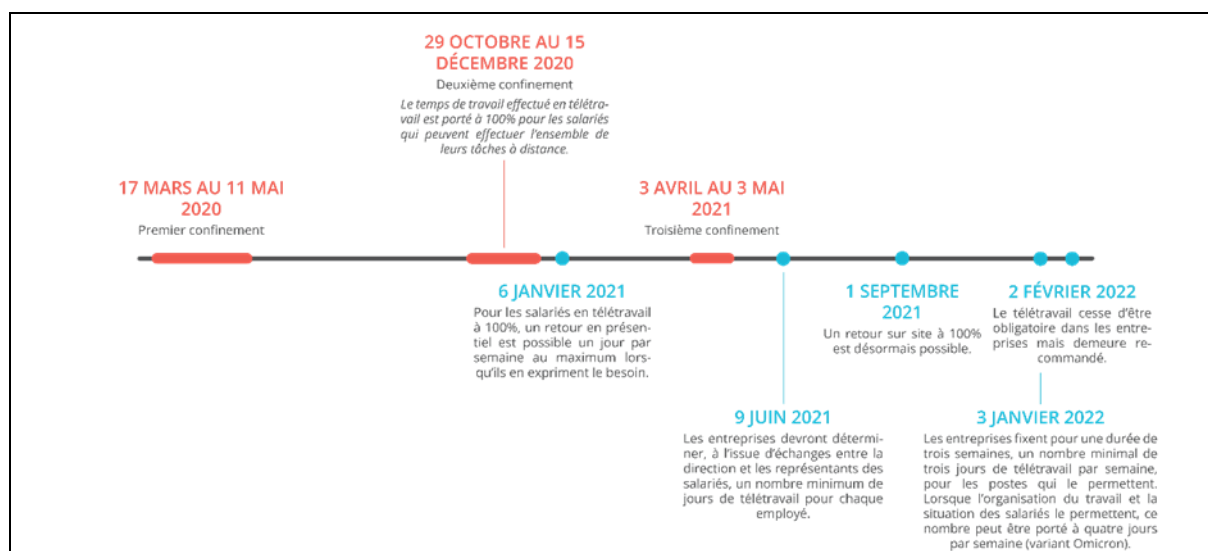 29 OCTOBRE AU 15
DÉCEMBRE 2020
Deuxième confinement
Le temps de travail effectué en télétra-
vail est porté à 100% pour les salariés
qui peuvent effectuer l'ensemble de
leurs tâches à distance.
17 MARS AU 11 MAI
2020
Premier confinement
3 AVRIL AU 3 MAI
2021
Troisième confinement
6 JANVIER 2021
Pour les salariés en télétravail
à 100%, un retour en présen-
tiel est possible un jour par
semaine au maximum lors-
qu'ils en expriment le besoin.
1 SEPTEMBRE
2021
Un retour sur site à 100%
est désormais possible.
2 FÉVRIER 2022
Le télétravail cesse d'être
obligatoire dans les entre-
prises mais demeure re-
commandé.
9 JUIN 2021
Les entreprises devront détermi-
ner, à l'issue d'échanges entre la
direction et les représentants des
salariés, un nombre minimum de
jours de télétravail pour chaque
employé.
3 JANVIER 2022
Les entreprises fixent pour une durée de
trois semaines, un nombre minimal de
trois jours de télétravail par semaine,
pour les postes qui le permettent.
Lorsque l'organisation du travail et la
situation des salariés le permettent, ce
nombre peut être porté à quatre jours
par semaine (variant Omicron).